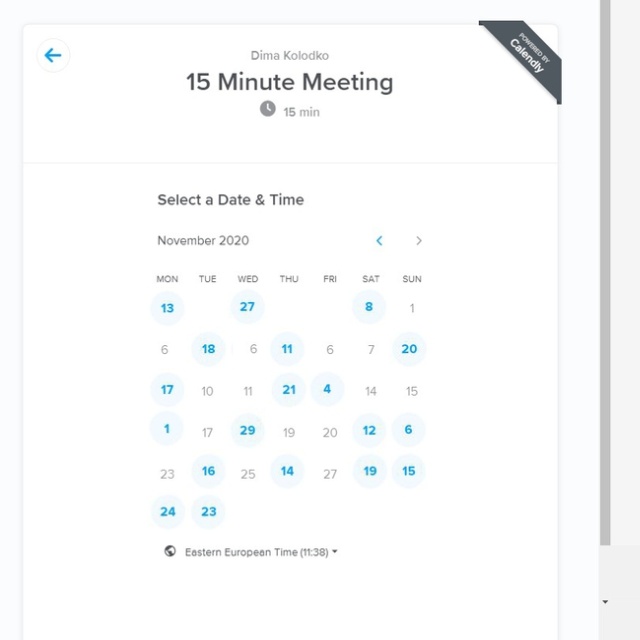 Dima Kolodko
15 Minute Meeting
15 min
POWERED BY
Calendly
Select a Date & Time
November 2020
MON TUE WED THU FRI SAT SUN
13 27 8 1
6 18 6 11 6 7 20
17 10 11 21 4 14 15
1 17 29 19 20 12 6
23 16 25 14 27 19 15
24 23
Eastern European Time (11:38)